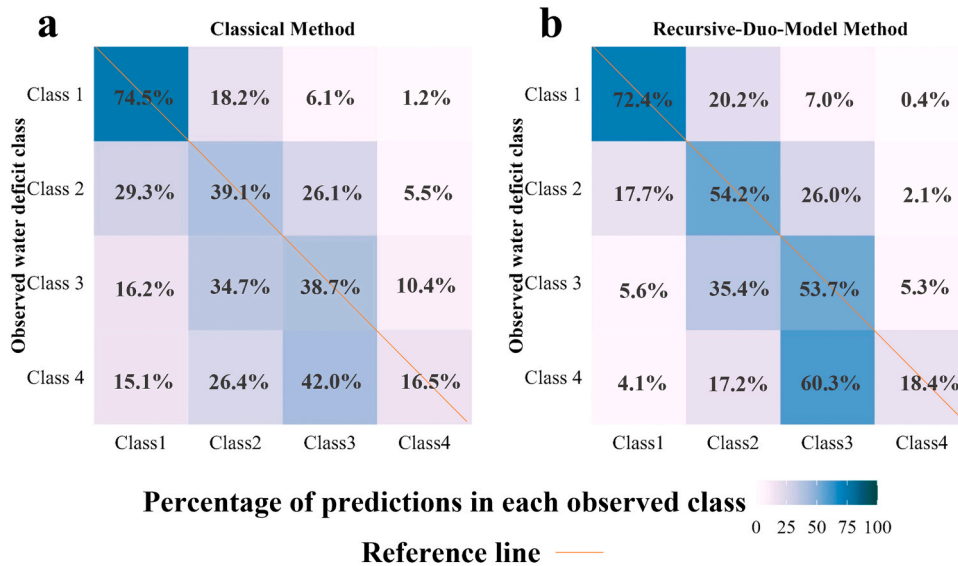 a
Classical Method
Observed water deficit class
Class 1
74.5% 18.2% 6.1% 1.2%
Class 2
29.3% 39.1% 26.1% 5.5%
Class 3
16.2% 34.7% 38.7% 10.4%
Class 4
15.1% 26.4% 42.0% 16.5%
Class1 Class2 Class3 Class4
b
Recursive-Duo-Model Method
Observed water deficit class
Class 1
72.4% 20.2% 7.0% 0.4%
Class 2
17.7% 54.2% 26.0% 2.1%
Class 3
5.6% 35.4% 53.7% 5.3%
Class 4
4.1% 17.2% 60.3% 18.4%
Class1 Class2 Class3 Class4
Percentage of predictions in each observed class
0 25 50 75 100
Reference line